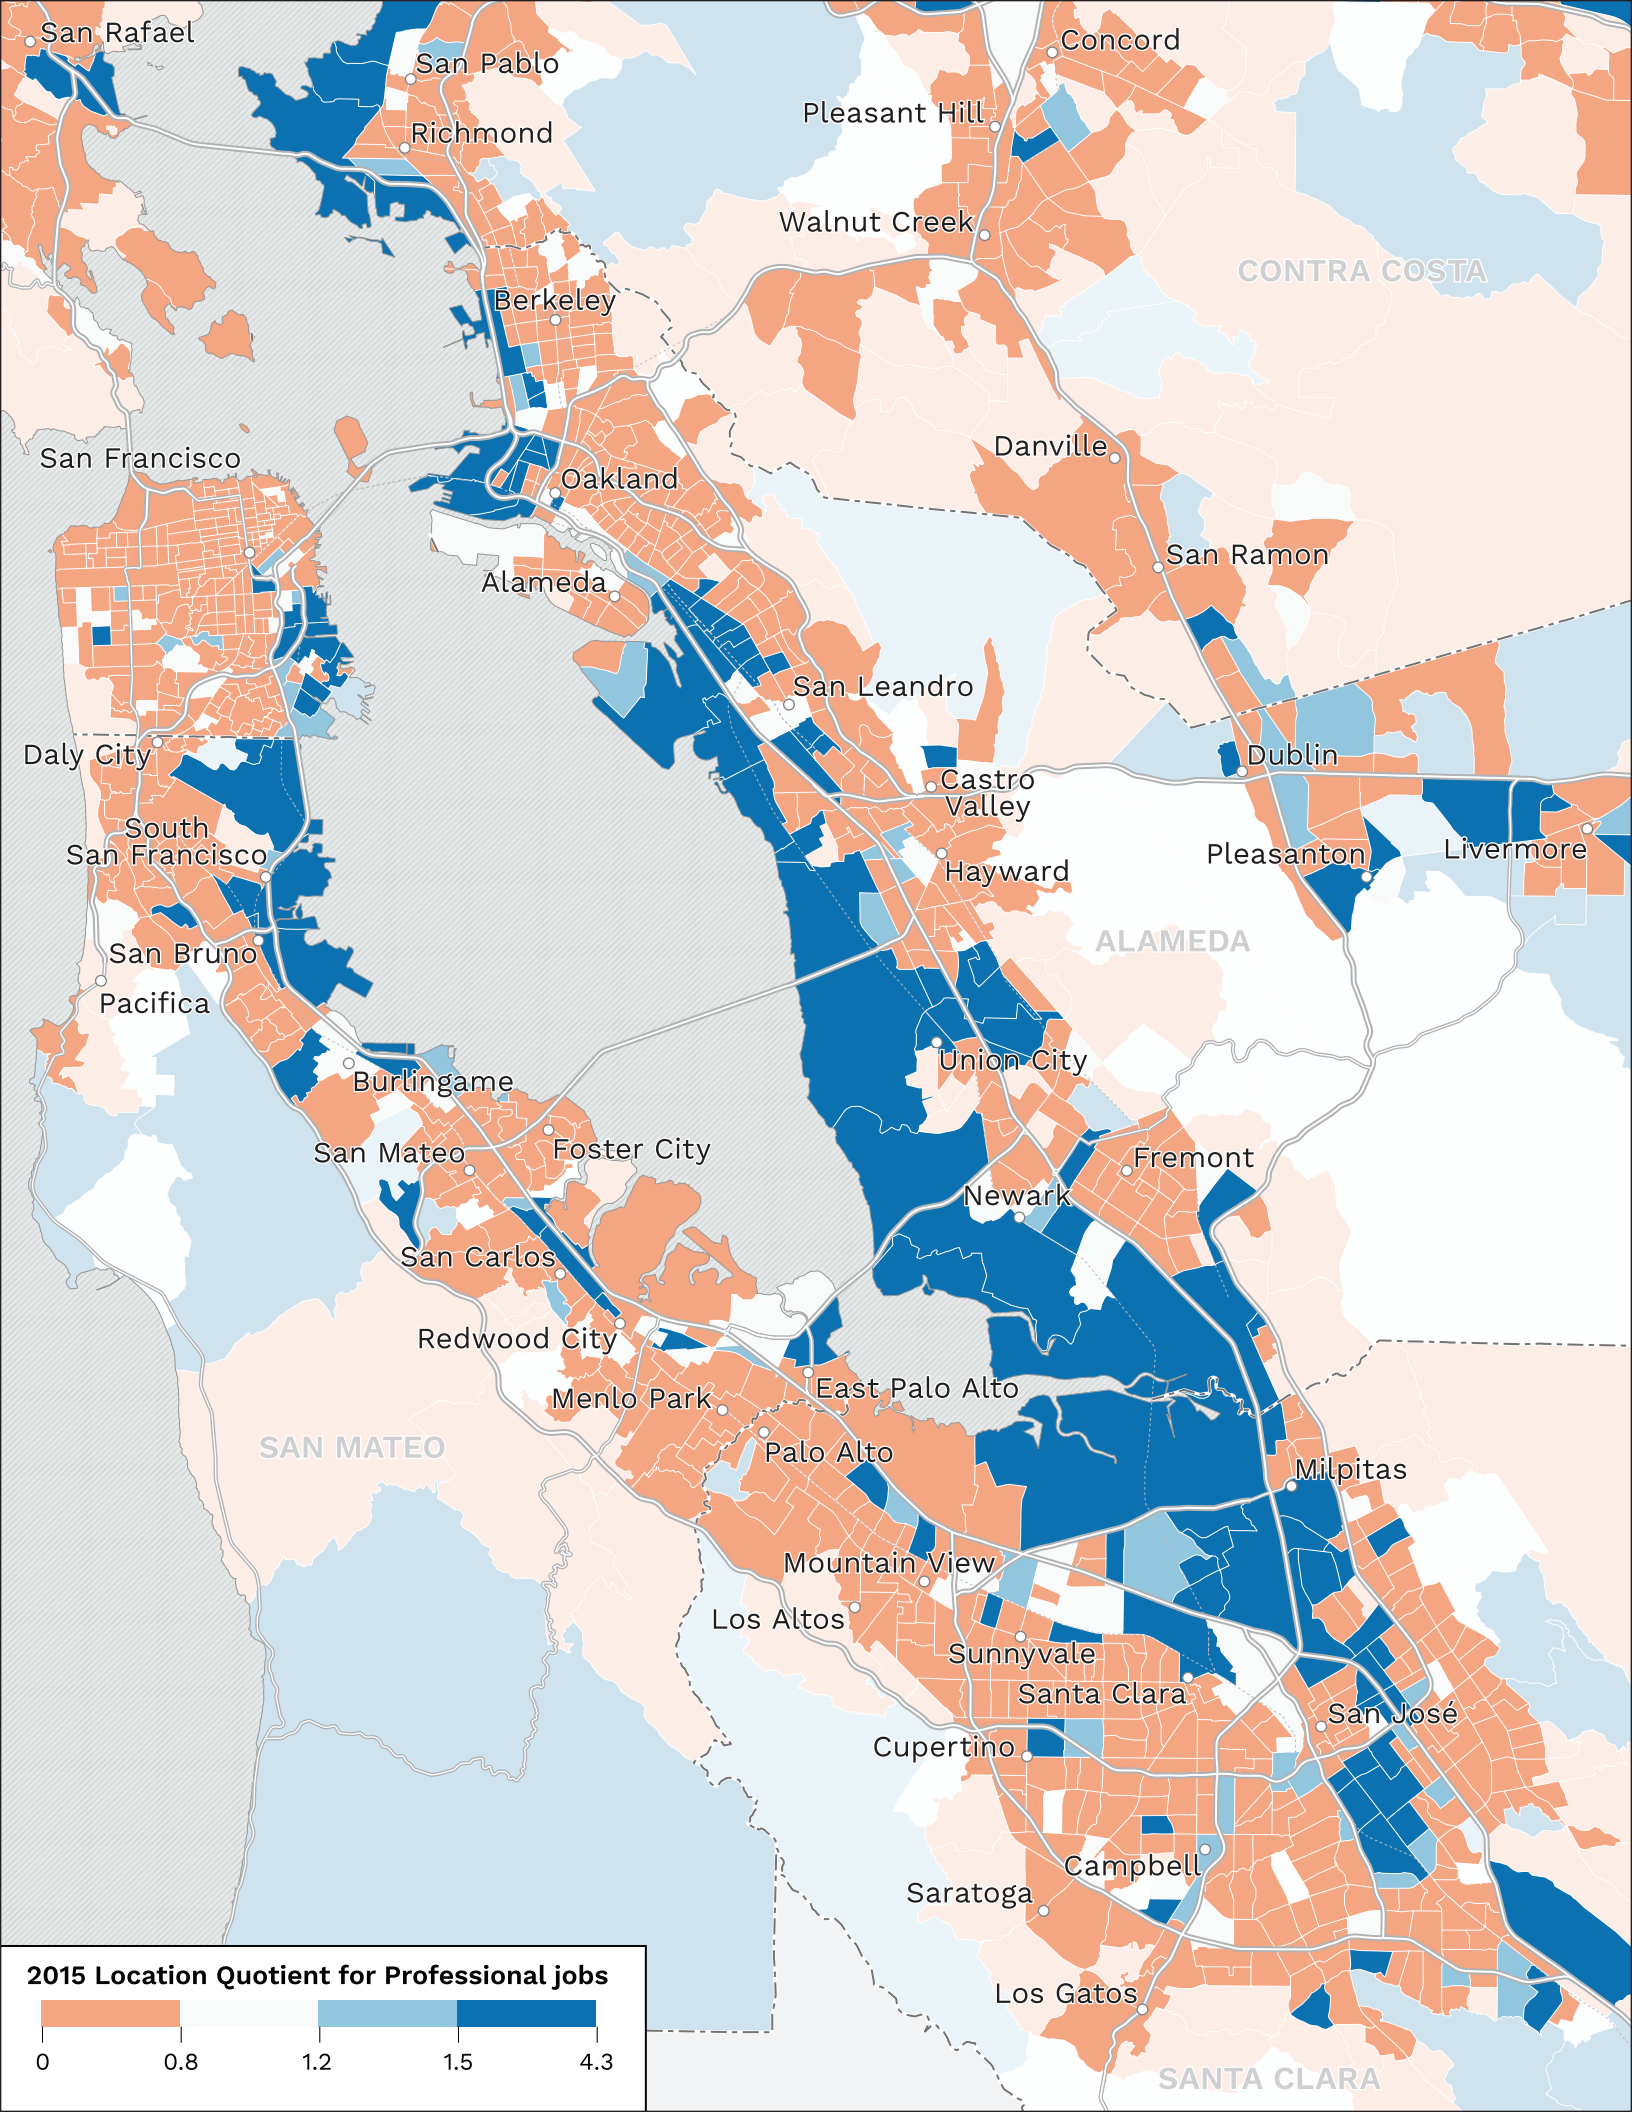 San Rafael
Concord
San Pablo
Pleasant Hill
Richmond
Walnut Creek
CONTRA COSTA
Berkeley
Danville
San Francisco
Oakland
San Ramon
Alameda
San Leandro
Daly City
Dublin
Castro
Valley
South
San Francisco
Livermore
Pleasanton
Hayward
ALAMEDA
San Bruno
Pacifica
Union City
Burlingame
San Mateo
Foster City
Fremont
Newark
San Carlos
Redwood City
East Palo Alto
Menlo Park
SAN MATEO
Palo Alto
Milpitas
Mountain View
Los Altos
Sunnyvale
Santa Clara
San José
Cupertino
Campbell
Saratoga
Los Gatos
SANTA CLARA
2015 Location Quotient for Professional jobs
0 0.8 1.2 1.5 4.3